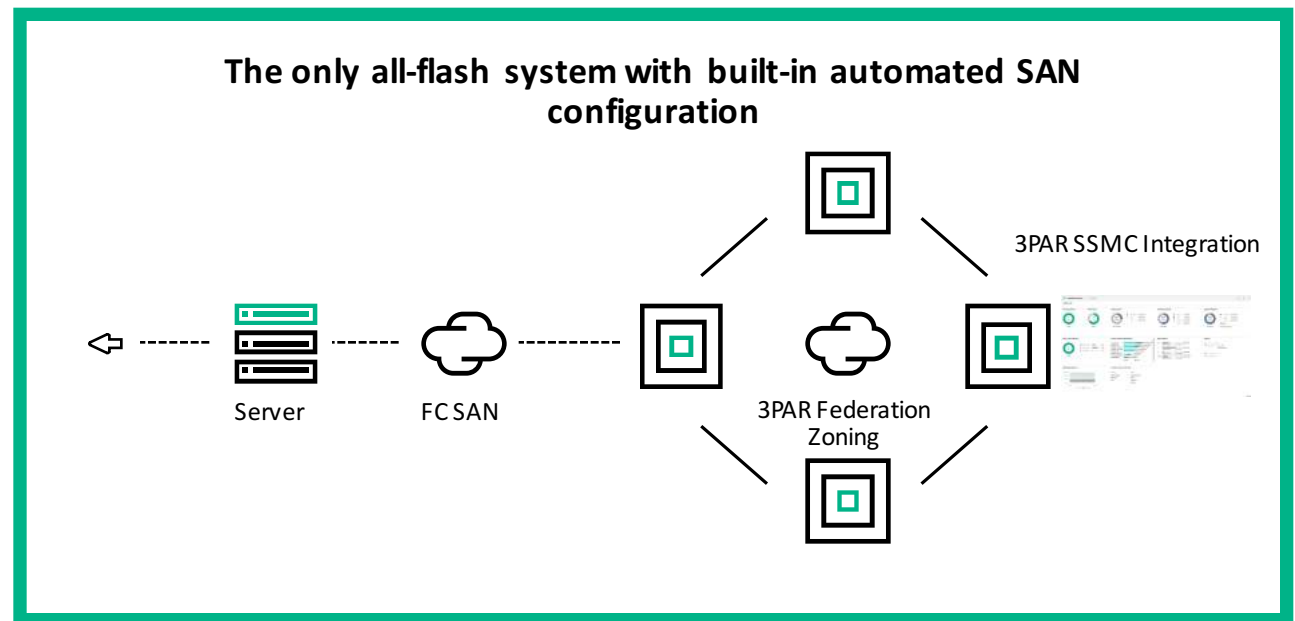 The only all-flash system with built-in automated SAN
configuration
3PAR SSMC Integration
Server
FC SAN
3PAR Federation
Zoning